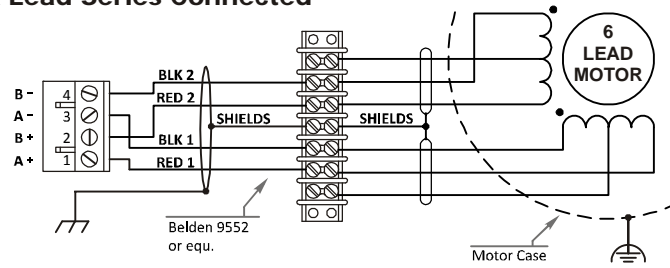 Lead Series Connected
6
LEAD
MOTOR
B - 4 BLK 2
A - 3 RED 2
B + 2 BLK 1
A + 1 RED 1
SHIELDS SHIELDS
Belden 9552
or equ.
Motor Case